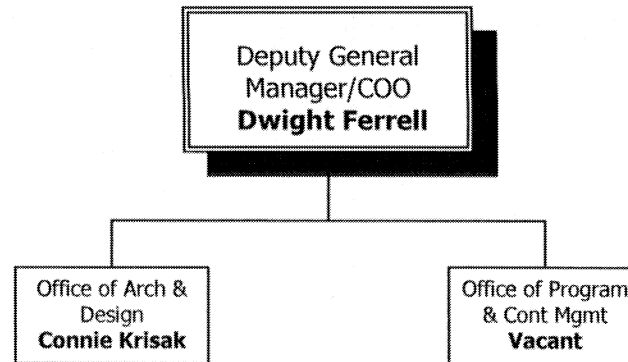 Deputy General
Manager/COO
Dwight Ferrell
Office of Arch &
Design
Connie Krisak
Office of Program
& Cont Mgmt
Vacant